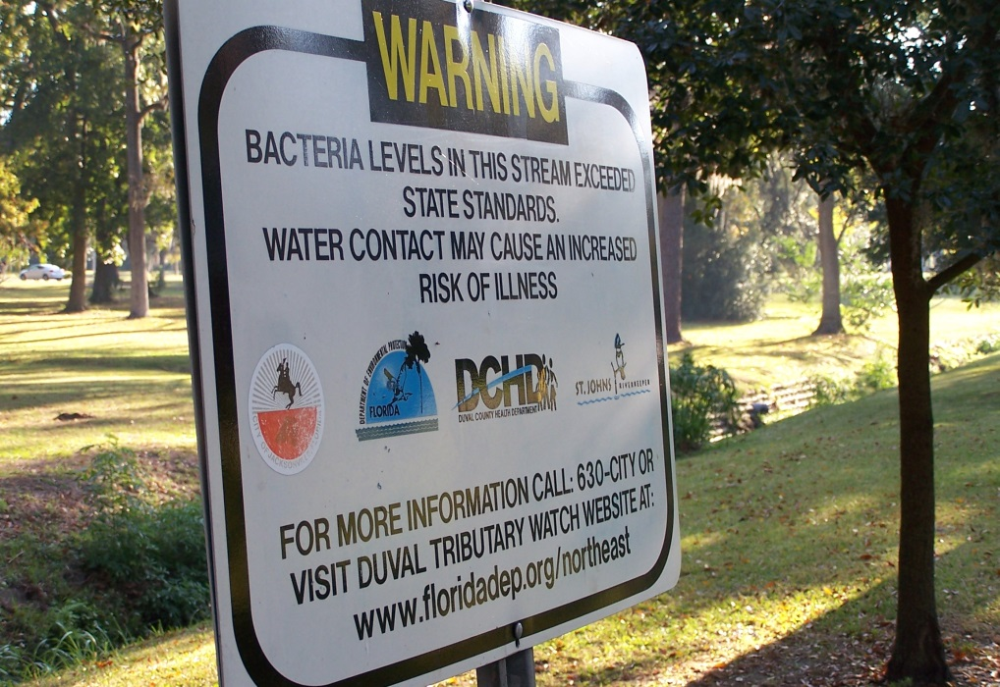 WARNING
BACTERIA LEVELS IN THIS STREAM EXCEEDED
STATE STANDARDS.
WATER CONTACT MAY CAUSE AN INCREASED
RISK OF ILLNESS
OF JACKSONVILLE
DEPARTMENT OF ENVIRONMENTAL PROTECTION
FLORIDA
DCHD
DUVAL COUNTY HEALTH DEPARTMENT
ST. JOHNS RIVERKEEPER
FOR MORE INFORMATION CALL: 630-CITY OR
VISIT DUVAL TRIBUTARY WATCH WEBSITE AT:
www.floridadep.org/northeast